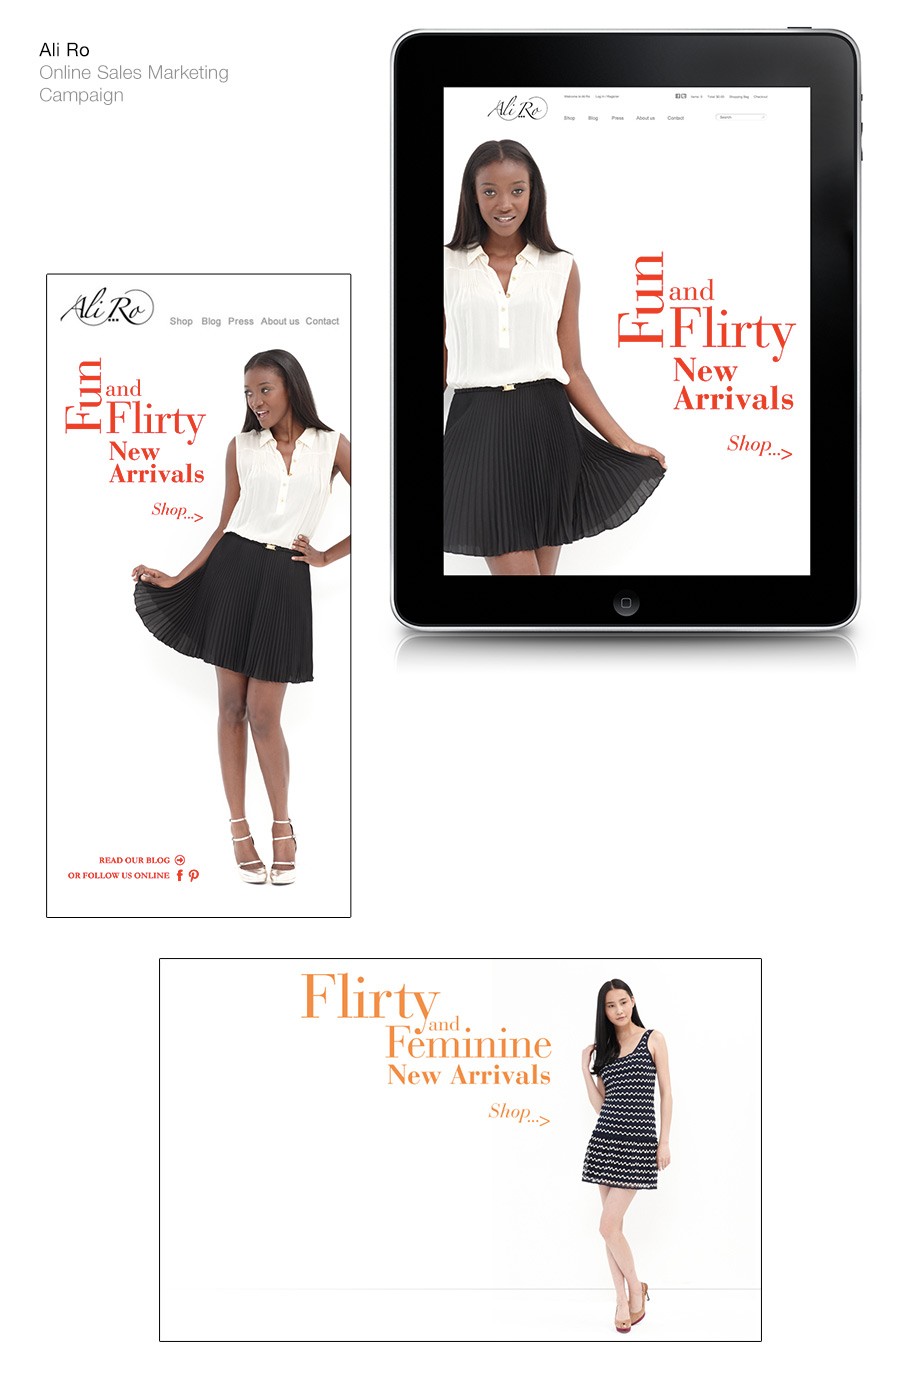 Ali Ro
Online Sales Marketing
Campaign
Ali Ro
Welcome to Ali Ro Log In / Register
Items: 0 Total: $0.00 Shopping Bag Checkout
Shop Blog Press About us Contact
Search
Fun
and
Flirty
New
Arrivals
Shop...>
Ali Ro
Shop Blog Press About us Contact
Fun
and
Flirty
New
Arrivals
Shop...>
READ OUR BLOG
OR FOLLOW US ONLINE
Flirty
and
Feminine
New Arrivals
Shop...>